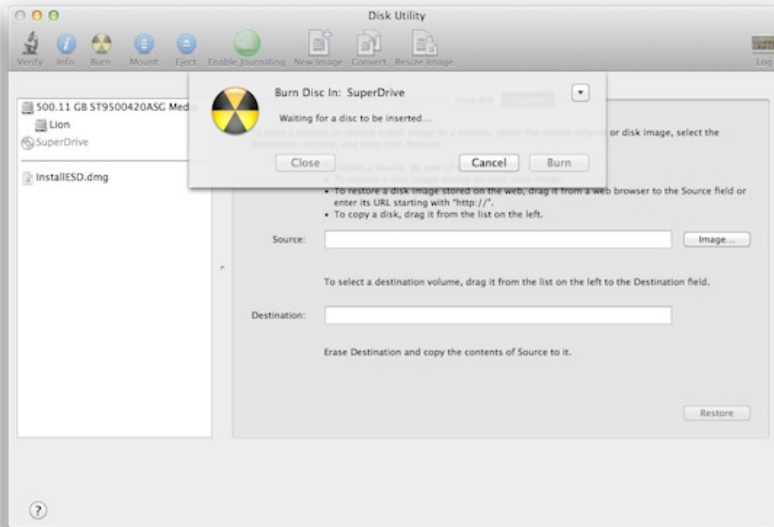 Disk Utility
Verify Info Burn Mount Eject Enable Journaling New Image Convert Resize Image Log
Burn Disc In: SuperDrive
Waiting for a disc to be inserted...
Close Cancel Burn
500.11 GB ST9500420ASG Med
Lion
SuperDrive
InstallESD.dmg
or disk image, select the
• To restore a disk image stored on the web, drag it from a web browser to the Source field or
enter its URL starting with "http://".
• To copy a disk, drag it from the list on the left.
Source: Image...
To select a destination volume, drag it from the list on the left to the Destination field.
Destination:
Erase Destination and copy the contents of Source to it.
Restore
?